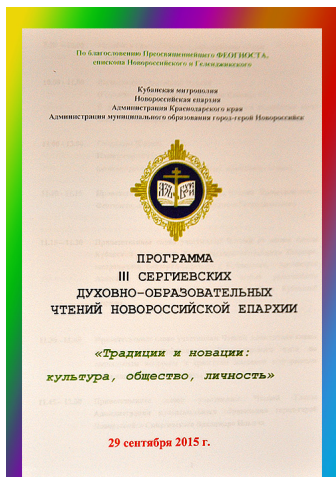 По благословению Преосвященнейшего ФЕОГНОСТА,
епископа Новороссийского и Геленджикского
Кубанская митрополия
Новороссийская епархия
Администрация Краснодарского края
Администрация муниципального образования город-герой Новороссийск
ПРОГРАММА
III СЕРГИЕВСКИХ
ДУХОВНО-ОБРАЗОВАТЕЛЬНЫХ
ЧТЕНИЙ НОВОРОССИЙСКОЙ ЕПАРХИИ
«Традиции и новации:
культура, общество, личность»
29 сентября 2015 г.